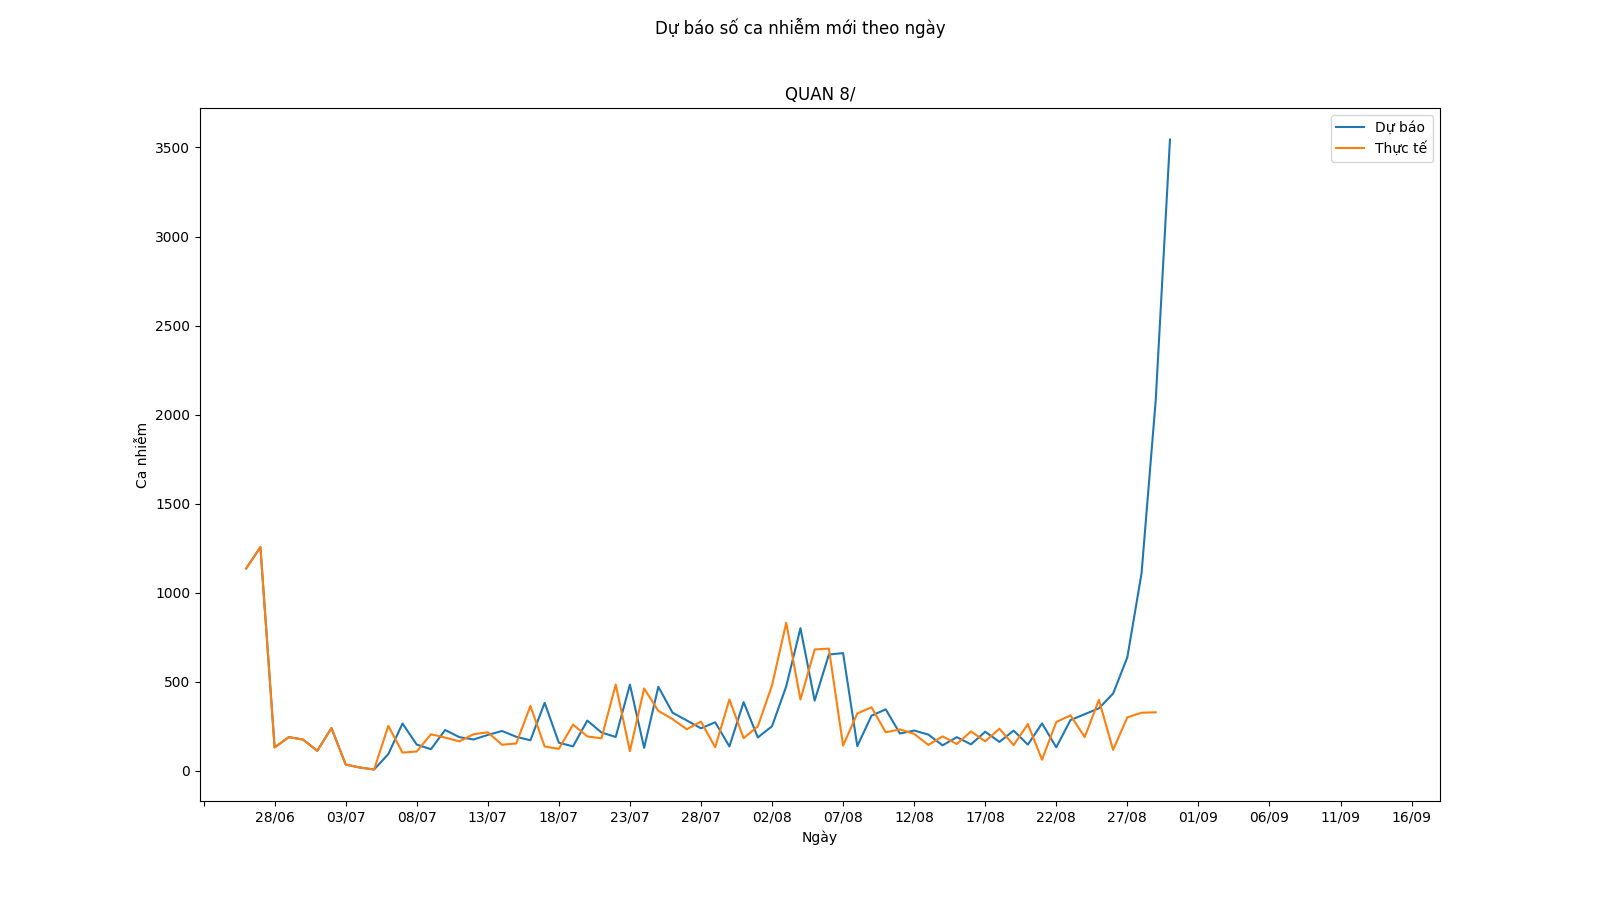 Dự báo số ca nhiễm mới theo ngày
QUAN 8/
Dự báo
Thực tế
3500
3000
2500
2000
1500
1000
500
0
Ca nhiễm
28/06 03/07 08/07 13/07 18/07 23/07 28/07 02/08 07/08 12/08 17/08 22/08 27/08 01/09 06/09 11/09 16/09
Ngày